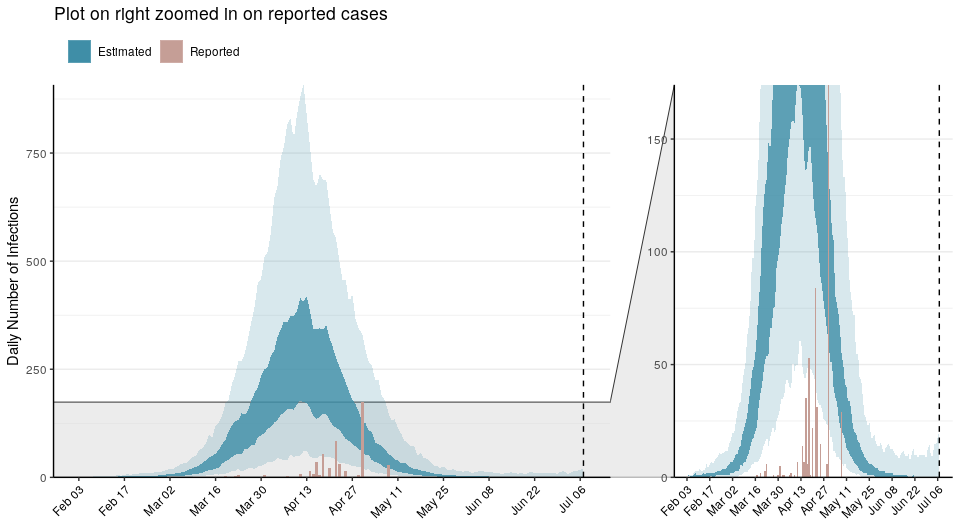 Plot on right zoomed in on reported cases
Estimated Reported
Daily Number of Infections
750
500
250
0
Feb 03 Feb 17 Mar 02 Mar 16 Mar 30 Apr 13 Apr 27 May 11 May 25 Jun 08 Jun 22 Jul 06
150
100
50
0
Feb 03 Feb 17 Mar 02 Mar 16 Mar 30 Apr 13 Apr 27 May 11 May 25 Jun 08 Jun 22 Jul 06